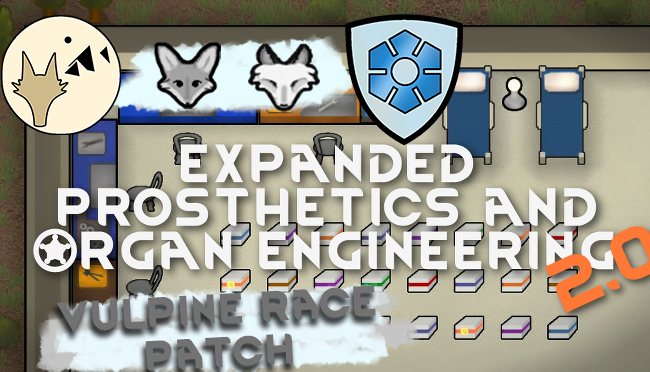 EXPANDED
PROSTHETICS AND
ORGAN ENGINEERING
2.0
VULPINE RACE
PATCH